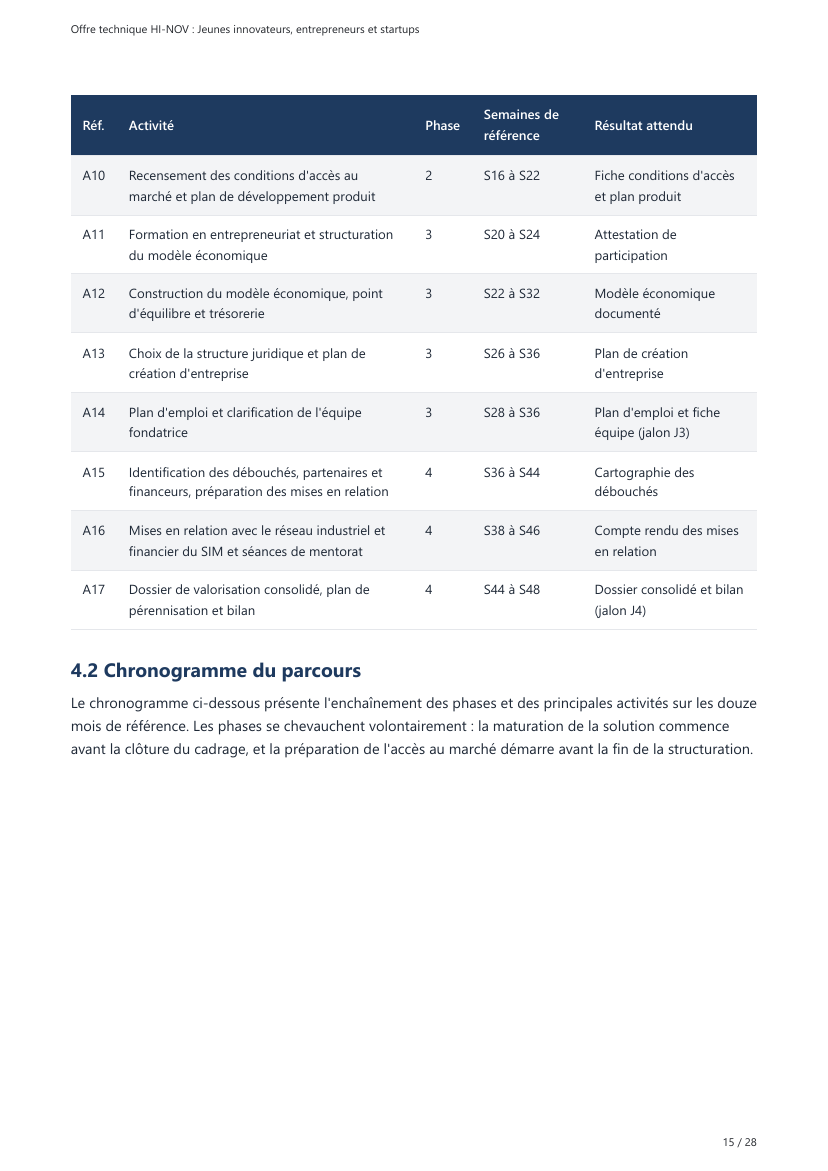 Offre technique HI-NOV : Jeunes innovateurs, entrepreneurs et startups
Réf. Activité Phase Semaines de référence Résultat attendu
A10 Recensement des conditions d'accès au 2 S16 à S22 Fiche conditions d'accès
marché et plan de développement produit et plan produit
A11 Formation en entrepreneuriat et structuration 3 S20 à S24 Attestation de
du modèle économique participation
A12 Construction du modèle économique, point 3 S22 à S32 Modèle économique
d'équilibre et trésorerie documenté
A13 Choix de la structure juridique et plan de 3 S26 à S36 Plan de création
création d'entreprise d'entreprise
A14 Plan d'emploi et clarification de l'équipe 3 S28 à S36 Plan d'emploi et fiche
fondatrice équipe (jalon J3)
A15 Identification des débouchés, partenaires et 4 S36 à S44 Cartographie des
financeurs, préparation des mises en relation débouchés
A16 Mises en relation avec le réseau industriel et 4 S38 à S46 Compte rendu des mises
financier du SIM et séances de mentorat en relation
A17 Dossier de valorisation consolidé, plan de 4 S44 à S48 Dossier consolidé et bilan
pérennisation et bilan (jalon J4)
4.2 Chronogramme du parcours
Le chronogramme ci-dessous présente l'enchaînement des phases et des principales activités sur les douze
mois de référence. Les phases se chevauchent volontairement : la maturation de la solution commence
avant la clôture du cadrage, et la préparation de l'accès au marché démarre avant la fin de la structuration.
15 / 28